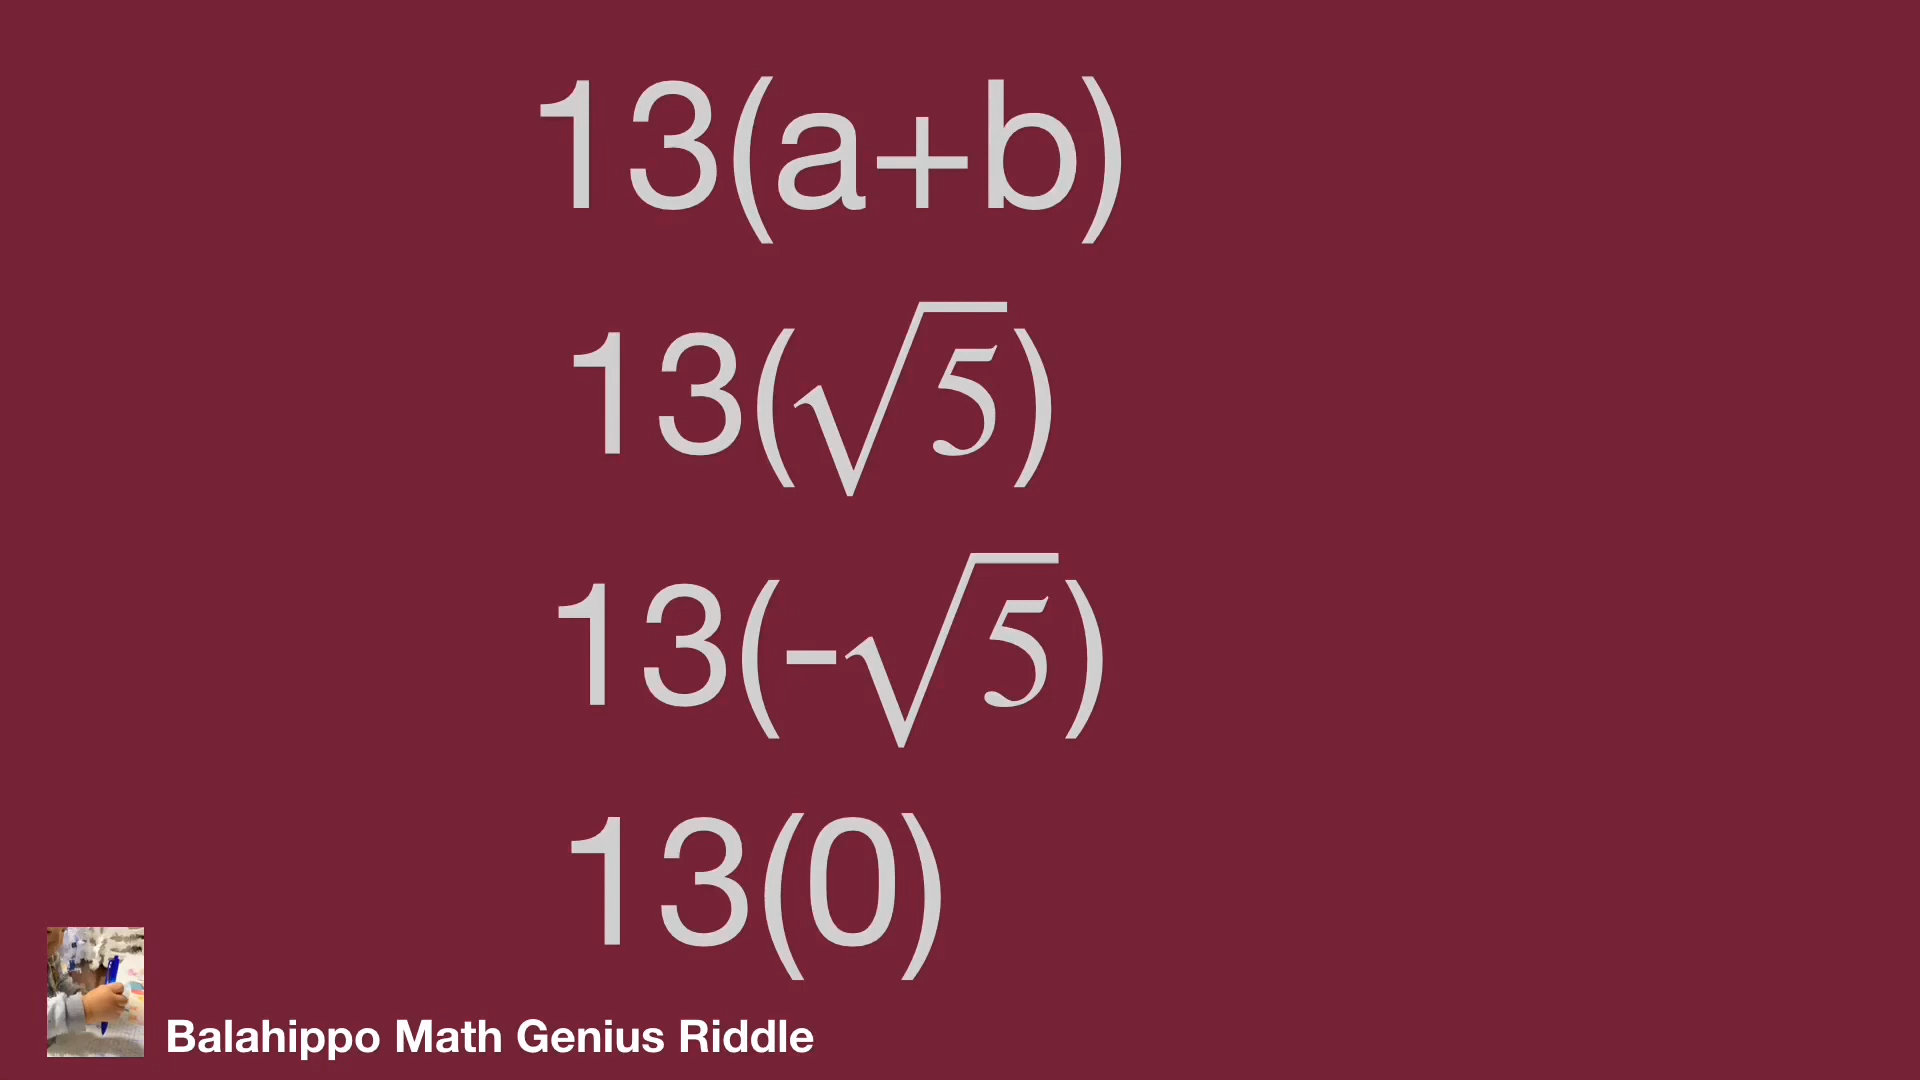 13(a+b)
13(√5)
13(-√5)
13(0)
Balahippo Math Genius Riddle